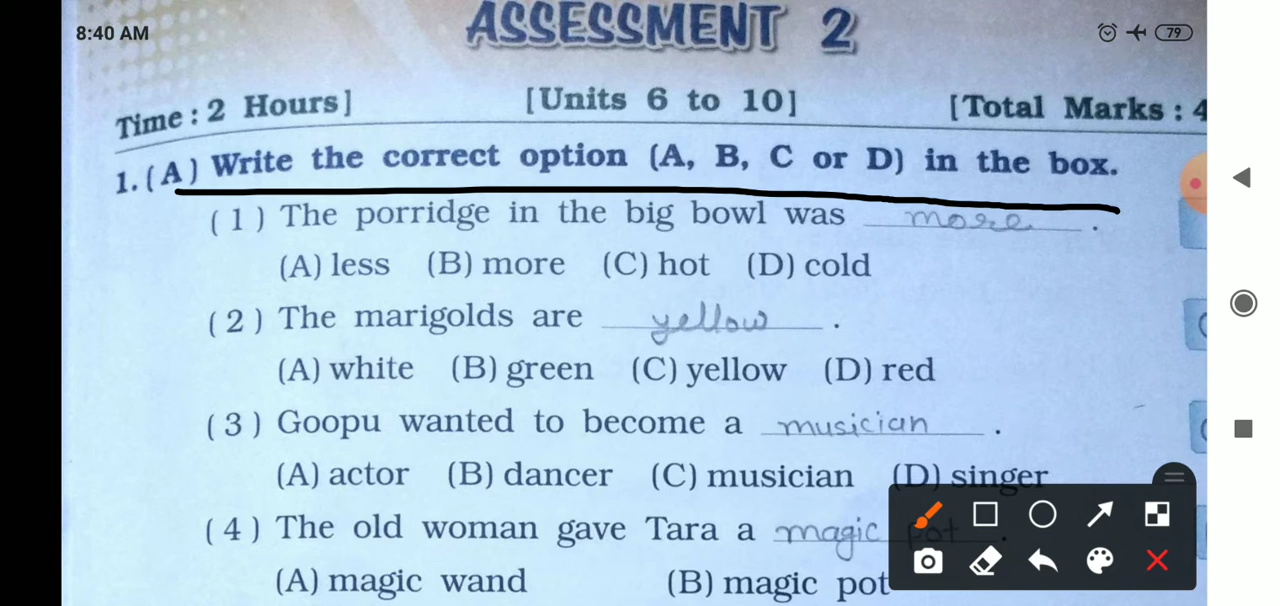 8:40 AM
79
ASSESSMENT 2
Time : 2 Hours] [Units 6 to 10] [Total Marks : 4
1. (A) Write the correct option (A, B, C or D) in the box.
(1) The porridge in the big bowl was more .
(A) less (B) more (C) hot (D) cold
(2) The marigolds are yellow .
(A) white (B) green (C) yellow (D) red
(3) Goopu wanted to become a musician .
(A) actor (B) dancer (C) musician (D) singer
(4) The old woman gave Tara a magic pot .
(A) magic wand (B) magic pot